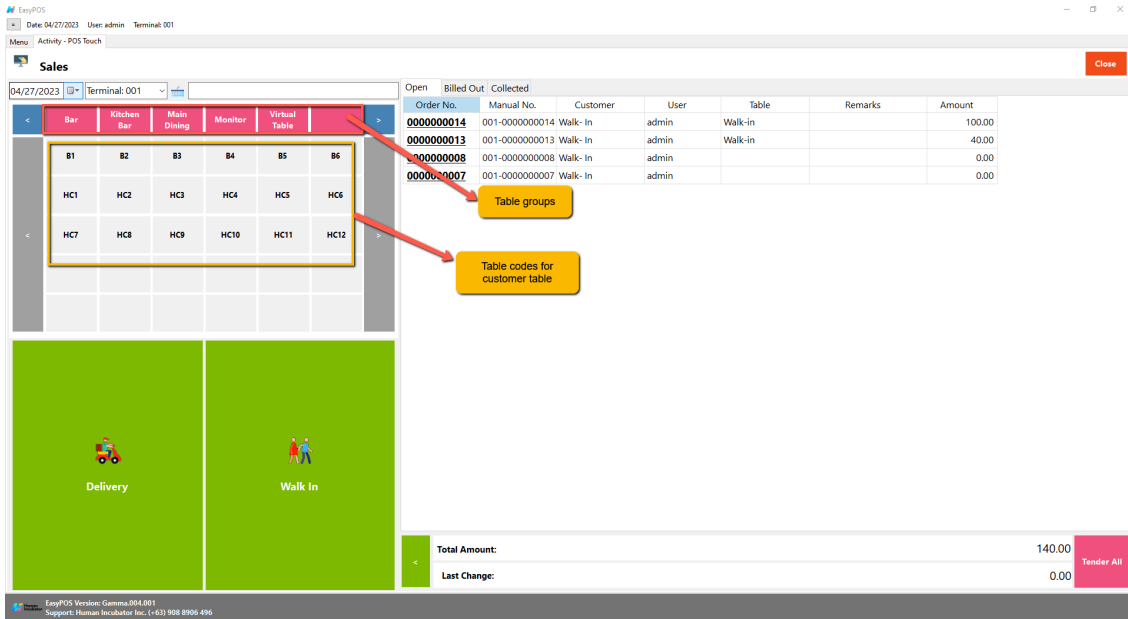 EasyPOS
Date: 04/27/2023 User: admin Terminal: 001
Menu Activity - POS Touch
Sales
Close
04/27/2023 Terminal: 001
< Bar Kitchen Bar Main Dining Monitor Virtual Table >
B1 B2 B3 B4 B5 B6
HC1 HC2 HC3 HC4 HC5 HC6
< HC7 HC8 HC9 HC10 HC11 HC12 >
Delivery
Walk In
Open Billed Out Collected
Order No. Manual No. Customer User Table Remarks Amount
0000000014 001-0000000014 Walk- In admin Walk-in 100.00
0000000013 001-0000000013 Walk- In admin Walk-in 40.00
0000000008 001-0000000008 Walk- In admin 0.00
0000000007 001-0000000007 Walk- In admin 0.00
Table groups
Table codes for
customer table
<
Total Amount: 140.00
Last Change: 0.00
Tender All
Human Incubator
EasyPOS Version: Gamma.004.001
Support: Human Incubator Inc. (+63) 908 8906 496